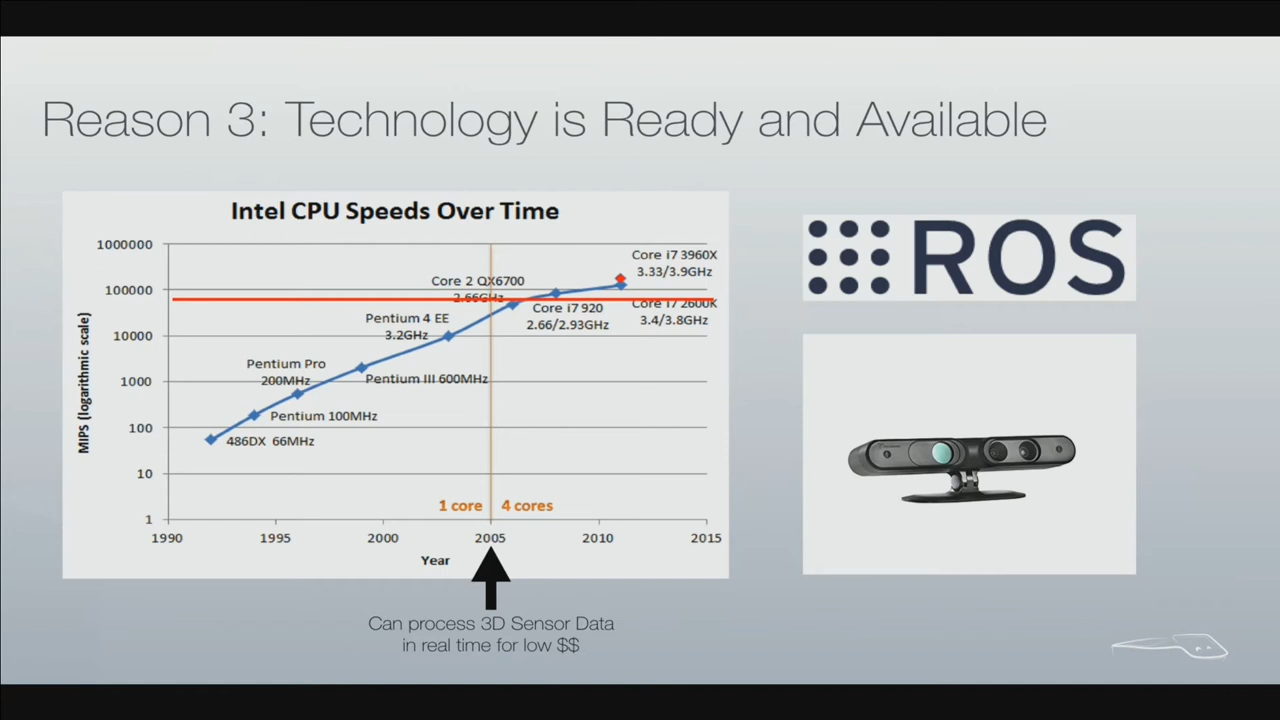 Reason 3: Technology is Ready and Available
Intel CPU Speeds Over Time
MIPS (logarithmic scale)
1000000
100000
10000
1000
100
10
1
486DX 66MHz
Pentium 100MHz
Pentium Pro
200MHz
Pentium III 600MHz
Pentium 4 EE
3.2GHz
Core 2 QX6700
2.66GHz
Core i7 920
2.66/2.93GHz
Core i7 3960X
3.33/3.9GHz
Core i7 2600K
3.4/3.8GHz
1 core
4 cores
1990
1995
2000
2005
2010
2015
Year
Can process 3D Sensor Data
in real time for low $$
ROS